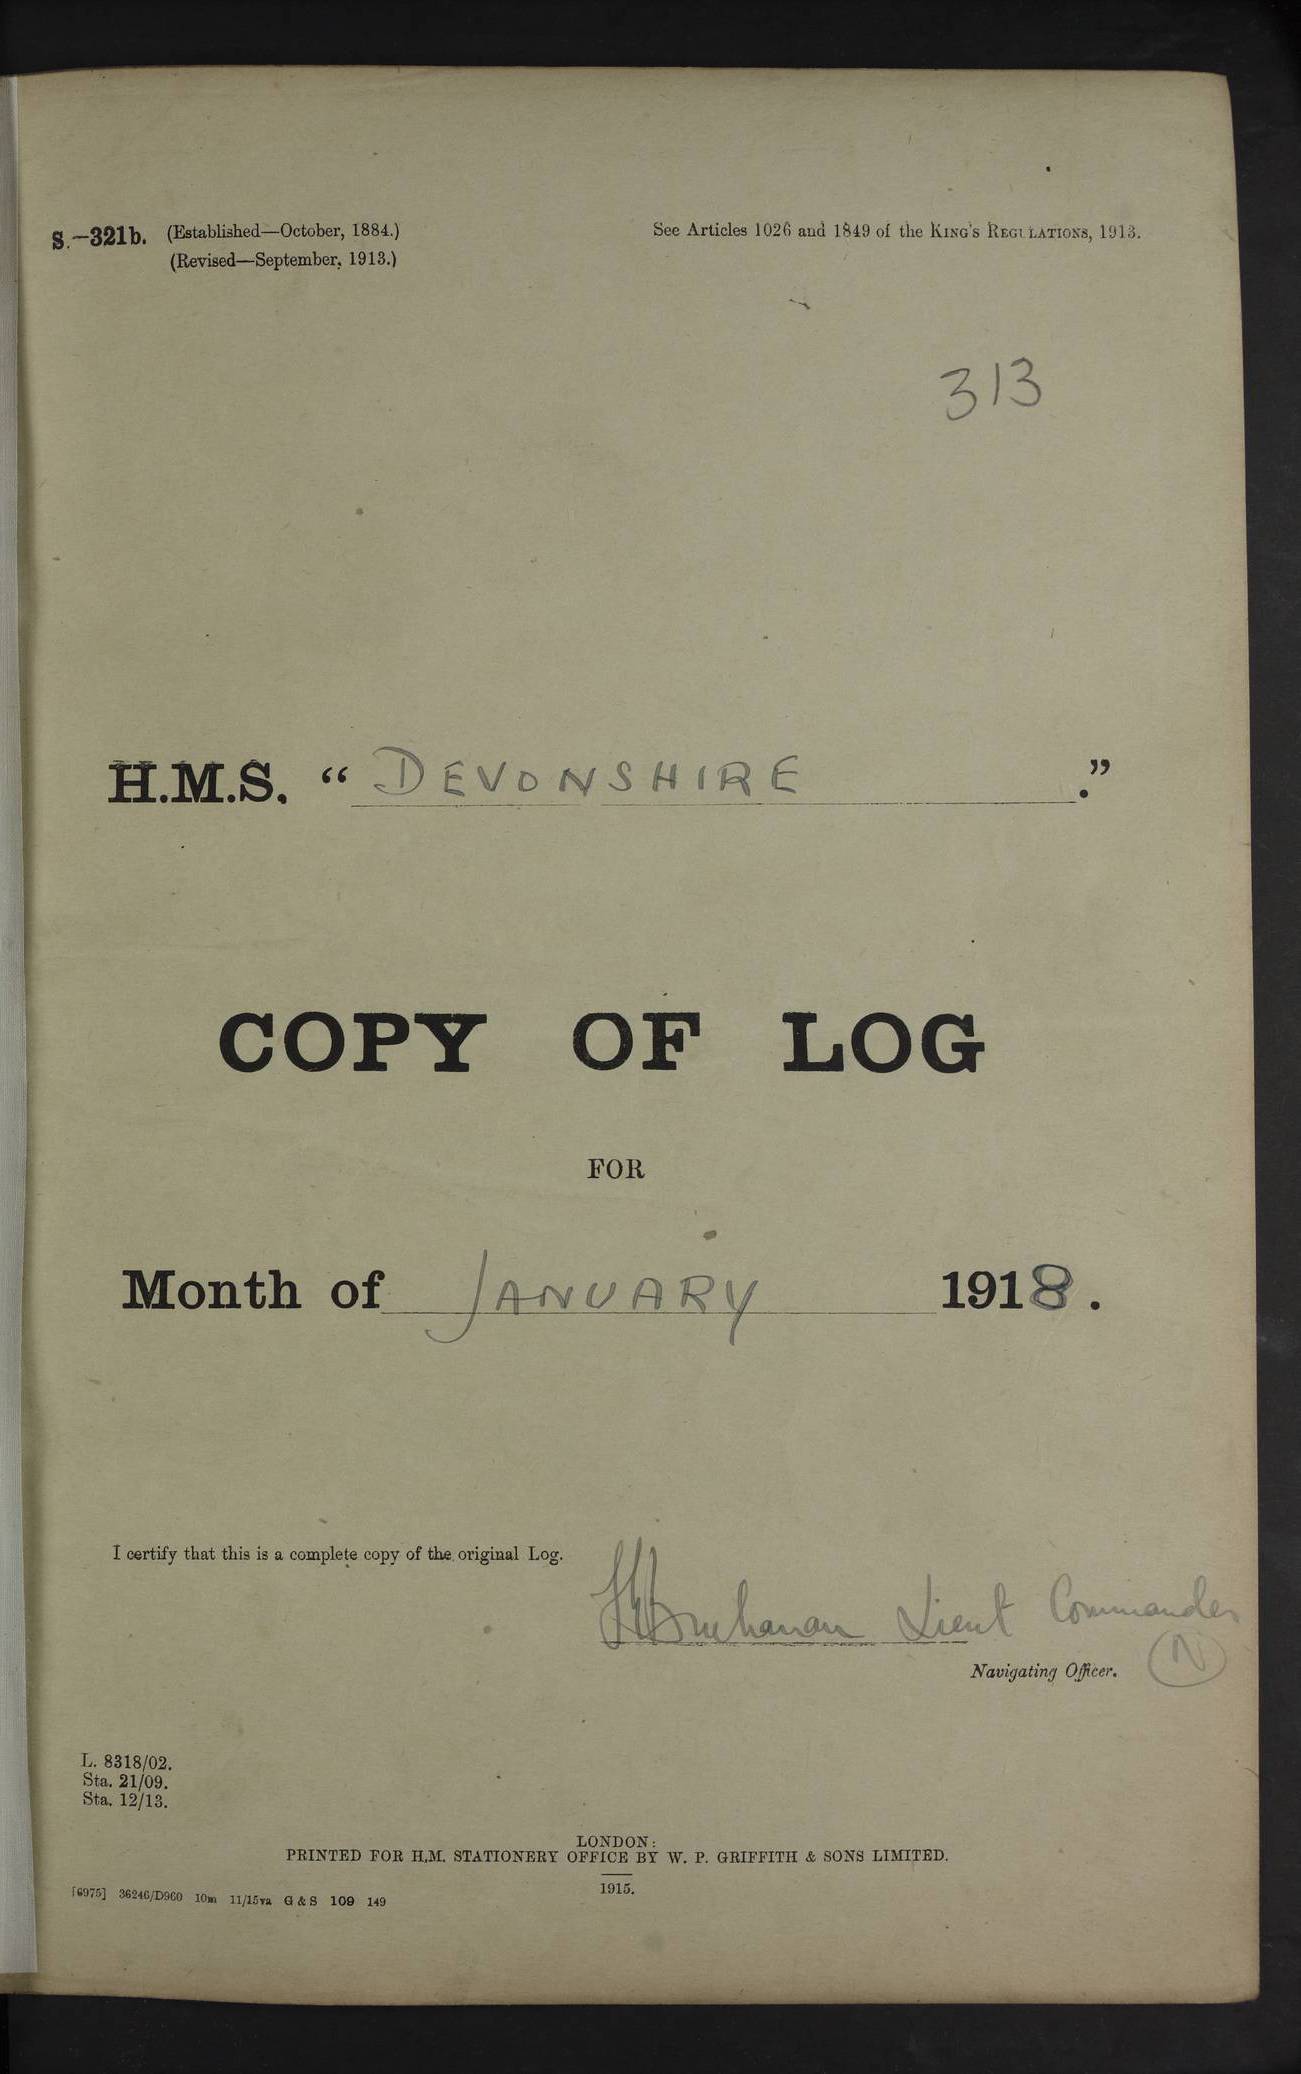 S.—321b. (Established—October, 1884.)
(Revised—September, 1913.)
See Articles 1026 and 1849 of the KING'S REGULATIONS, 1913.
313
H.M.S. “DEVONSHIRE.”
COPY OF LOG
FOR
Month of JANUARY 1918.
I certify that this is a complete copy of the original Log.
Buchanan Lieut Commander
Navigating Officer. N
L. 8318/02.
Sta. 21/09.
Sta. 12/13.
LONDON:
PRINTED FOR H.M. STATIONERY OFFICE BY W. P. GRIFFITH & SONS LIMITED.
1915.
[6975] 36246/D960 10m 11/15va G & S 109 149